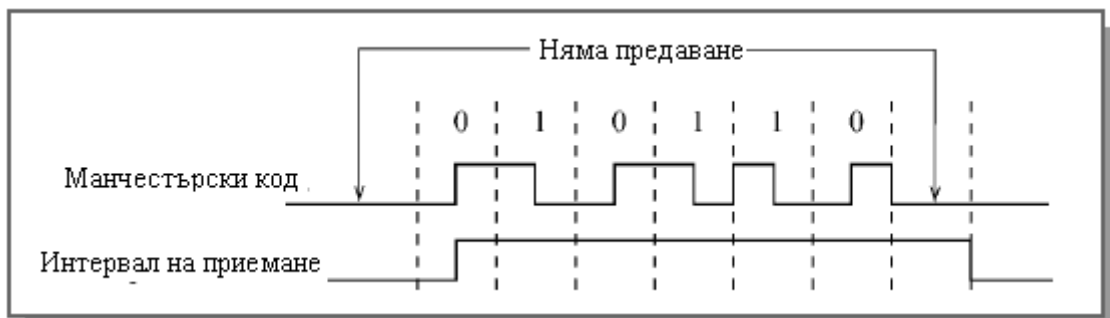 Няма предаване
0 1 0 1 1 0
Манчестърски код
Интервал на приемане